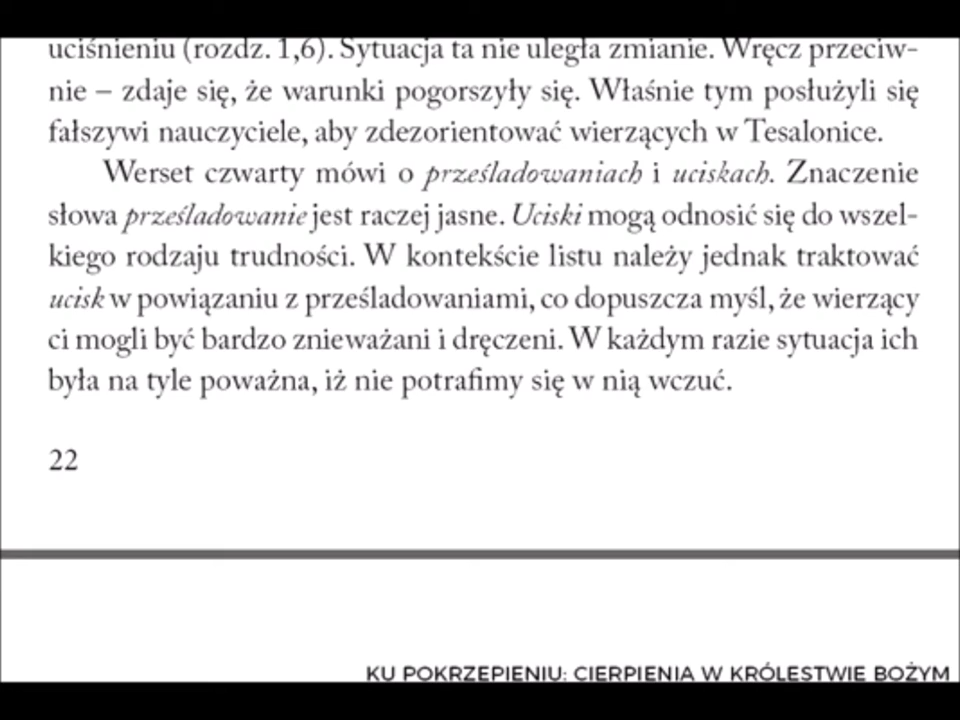 uciśnieniu (rozdz. 1,6). Sytuacja ta nie uległa zmianie. Wręcz przeciw-
nie – zdaje się, że warunki pogorszyły się. Właśnie tym posłużyli się
fałszywi nauczyciele, aby zdezorientować wierzących w Tesalonice.
Werset czwarty mówi o prześladowaniach i uciskach. Znaczenie
słowa prześladowanie jest raczej jasne. Uciski mogą odnosić się do wszel-
kiego rodzaju trudności. W kontekście listu należy jednak traktować
ucisk w powiązaniu z prześladowaniami, co dopuszcza myśl, że wierzący
ci mogli być bardzo znieważani i dręczeni. W każdym razie sytuacja ich
była na tyle poważna, iż nie potrafimy się w nią wczuć.
22
KU POKRZEPIENIU: CIERPIENIA W KRÓLESTWIE BOŻYM